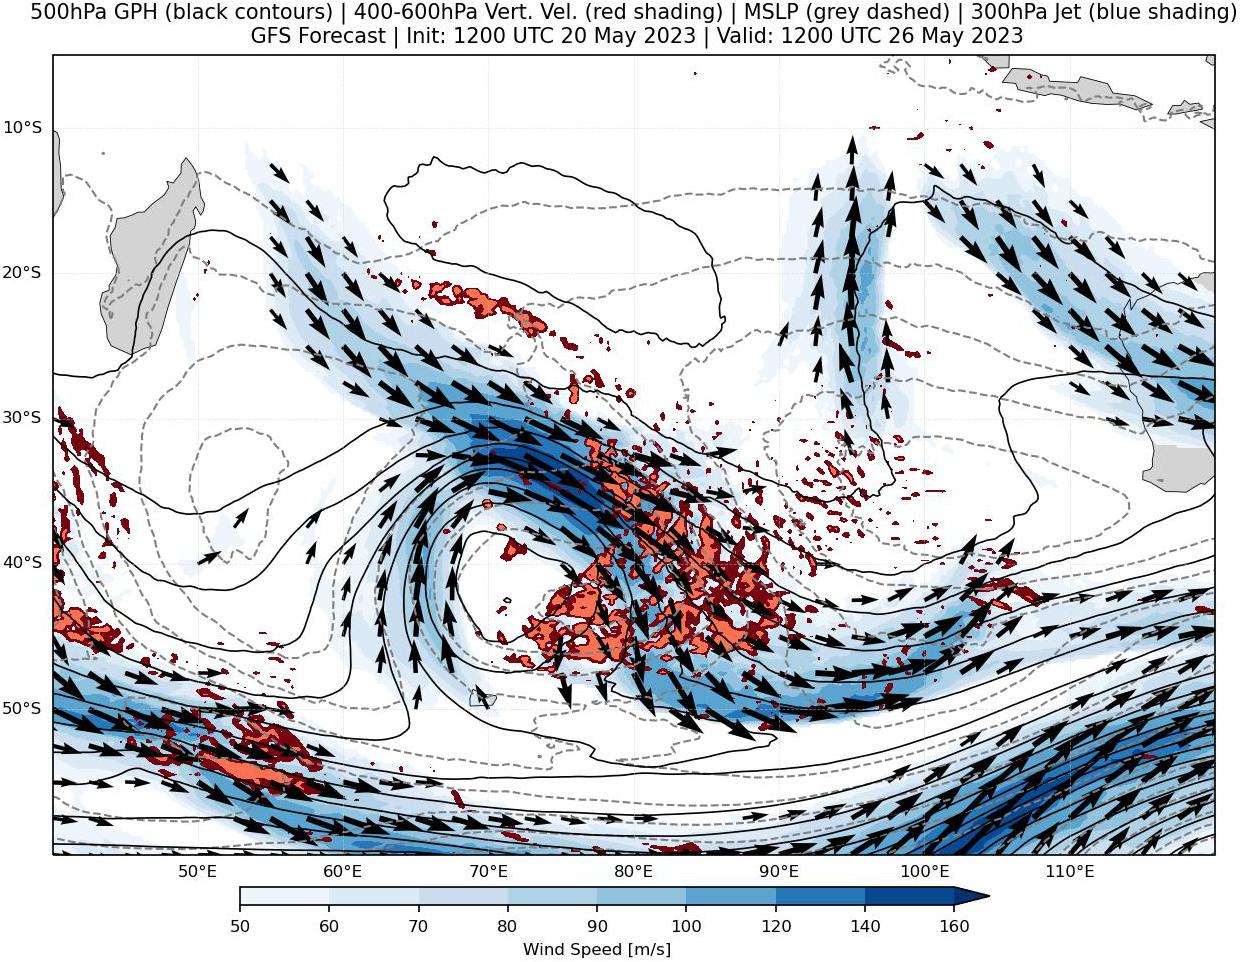 500hPa GPH (black contours) | 400-600hPa Vert. Vel. (red shading) | MSLP (grey dashed) | 300hPa Jet (blue shading)
GFS Forecast | Init: 1200 UTC 20 May 2023 | Valid: 1200 UTC 26 May 2023
10°S
20°S
30°S
40°S
50°S
50°E 60°E 70°E 80°E 90°E 100°E 110°E
50 60 70 80 90 100 120 140 160
Wind Speed [m/s]